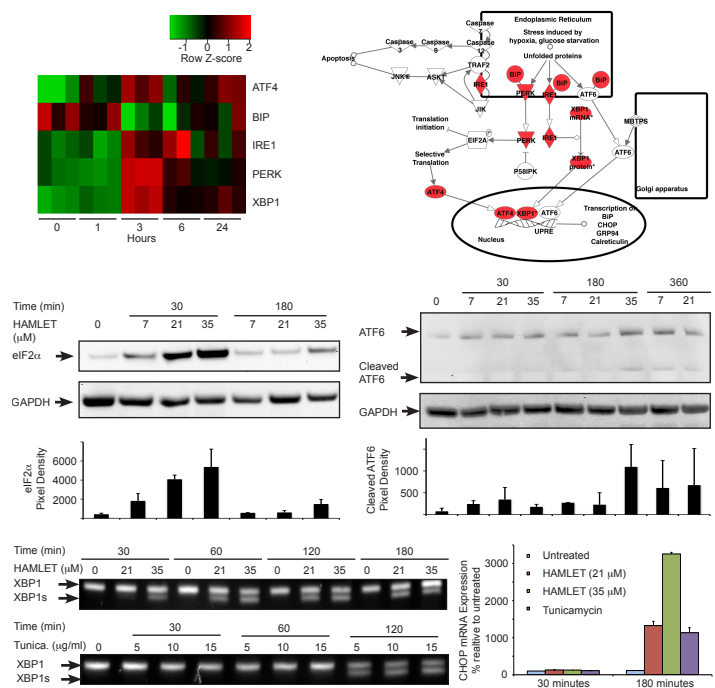 -1 0 1 2
Row Z-score
ATF4
BIP
IRE1
PERK
XBP1
0 1 3 6 24
Hours
Endoplasmic Reticulum
Stress induced by
hypoxia, glucose starvation
Unfolded proteins
Caspase
7
Caspase
3
Caspase
9
Caspase
12
Apoptosis
TRAF2
JNK
ASK
JIK
IRE1
BiP
PERK
IRE1
BiP
BiP
ATF6
XBP1
mRNA*
MBTPS
Translation
initiation
EIF2A
P
PERK
IRE1
ATF6
Selective
Translation
P58IPK
XBP1
protein*
Golgi apparatus
ATF4
ATF4
XBP1*
ATF6
UPRE
Nucleus
Transcription of
BiP
CHOP
GRP94
Calreticulin
Time (min) 30 180
HAMLET 0 7 21 35 7 21 35
(µM)
eIF2α
GAPDH
eIF2α
Pixel Density
6000
4000
2000
0
30 180 360
0 7 21 35 7 21 35 7 21
ATF6
Cleaved
ATF6
GAPDH
Cleaved ATF6
Pixel Density
1000
500
0
Time (min) 30 60 120 180
HAMLET (µM) 0 21 35 0 21 35 0 21 35 0 21 35
XBP1
XBP1s
Time (min) 30 60 120
Tunica. (µg/ml) 0 5 10 15 5 10 15 5 10 15
XBP1
XBP1s
CHOP mRNA Expression
% realtive to untreated
Untreated
HAMLET (21 µM)
HAMLET (35 µM)
Tunicamycin
3000
2000
1000
0
30 minutes 180 minutes